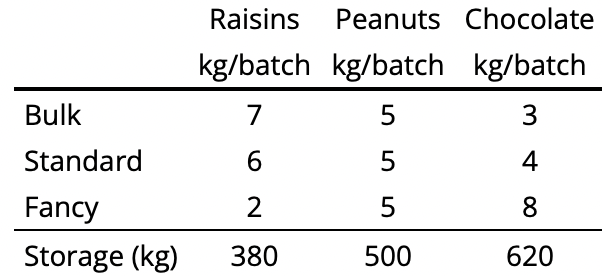 Raisins Peanuts Chocolate
kg/batch kg/batch kg/batch
Bulk 7 5 3
Standard 6 5 4
Fancy 2 5 8
Storage (kg) 380 500 620